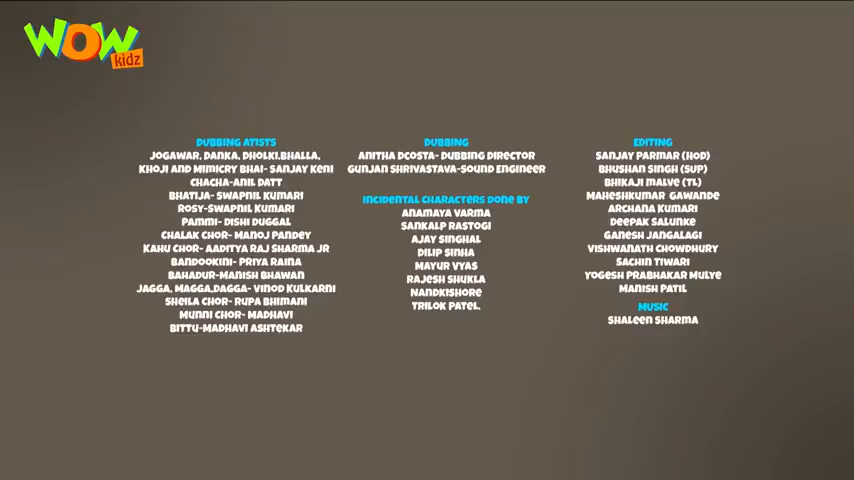 WOW
kidz
DUBBING ATISTS
JOGAWAR, DANKA, DHOLKI,BHALLA,
KHOJI AND MIMICRY BHAI- SANJAY KENI
CHACHA-ANIL DATT
BHATIJA- SWAPNIL KUMARI
ROSY-SWAPNIL KUMARI
PAMMI- DISHI DUGGAL
CHALAK CHOR- MANOJ PANDEY
KAHU CHOR- AADITYA RAJ SHARMA JR
BANDOOKINI- PRIYA RAINA
BAHADUR-MANISH BHAWAN
JAGGA, MAGGA,DAGGA- VINOD KULKARNI
SHEILA CHOR- RUPA BHIMANI
MUNNI CHOR- MADHAVI
BITTU-MADHAVI ASHTEKAR
DUBBING
ANITHA DCOSTA- DUBBING DIRECTOR
GUNJAN SHRIVASTAVA-SOUND ENGINEER
INCIDENTAL CHARACTERS DONE BY
ANAMAYA VARMA
SANKALP RASTOGI
AJAY SINGHAL
DILIP SINHA
MAYUR VYAS
RAJESH SHUKLA
NANDKISHORE
TRILOK PATEL.
EDITING
SANJAY PARMAR (HOD)
BHUSHAN SINGH (SUP)
BHIKAJI MALVE (TL)
MAHESHKUMAR GAWANDE
ARCHANA KUMARI
DEEPAK SALUNKE
GANESH JANGALAGI
VISHWANATH CHOWDHURY
SACHIN TIWARI
YOGESH PRABHAKAR MULYE
MANISH PATIL
MUSIC
SHALEEN SHARMA